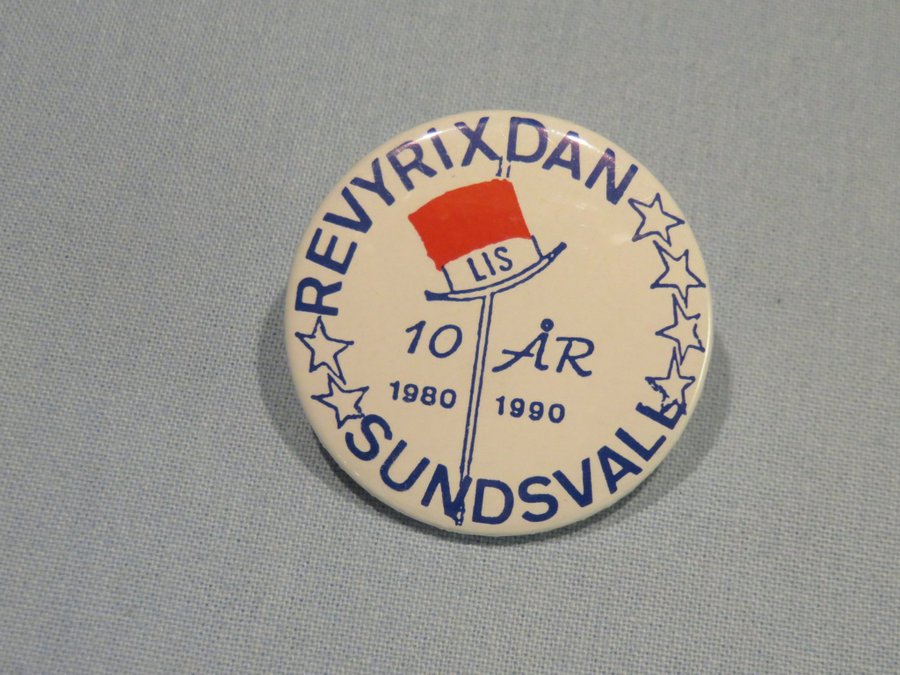 REVYRIXDAN
LIS
10 ÅR
1980 1990
SUNDSVALL